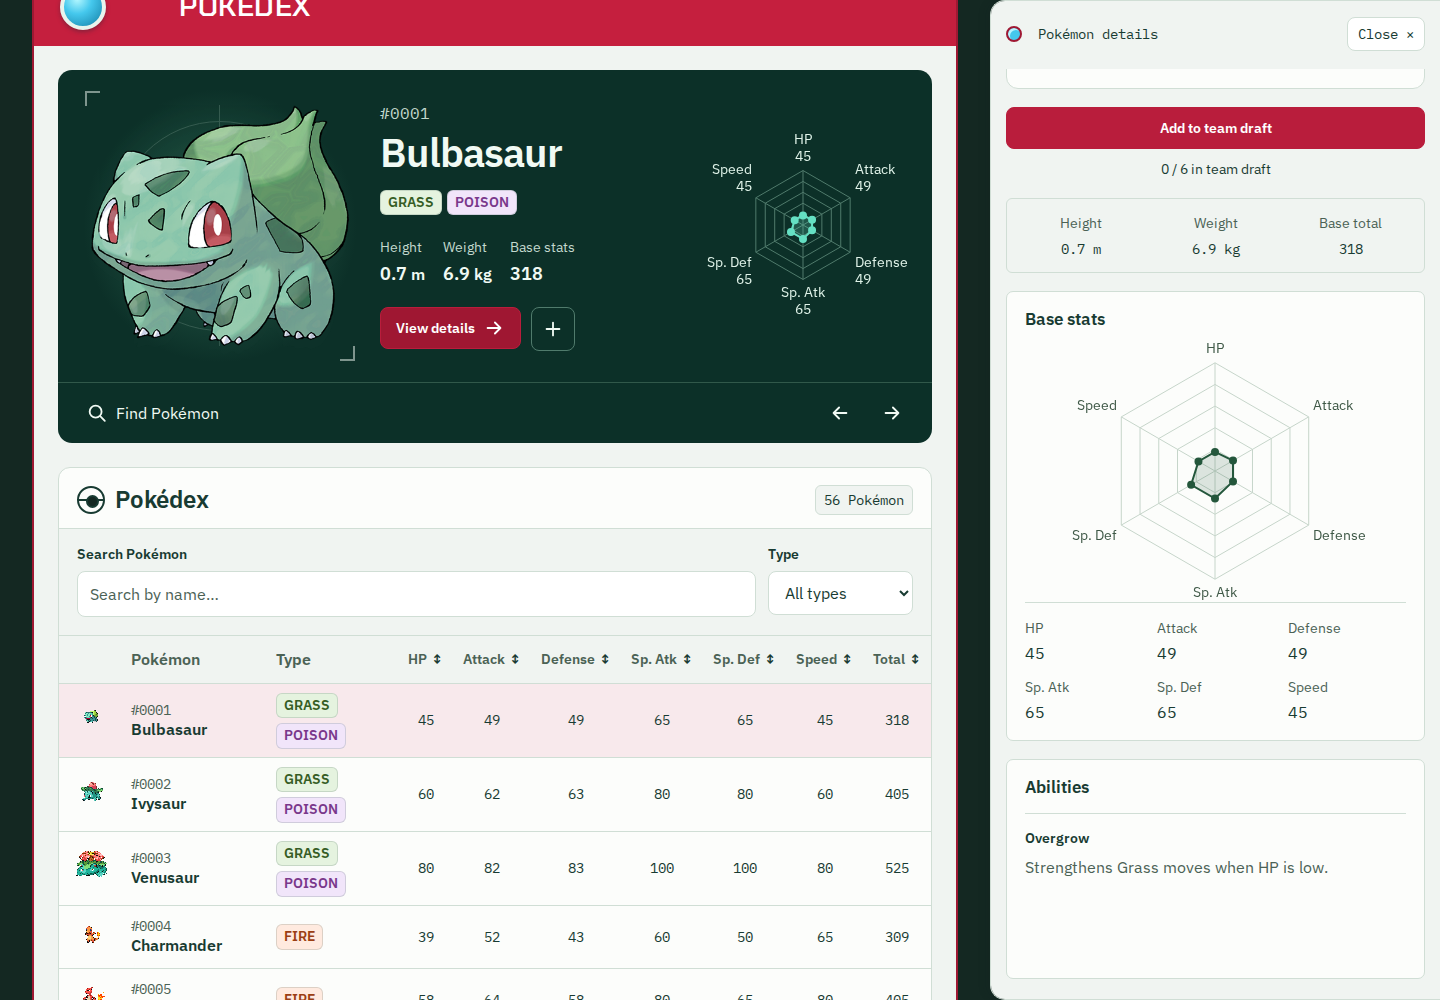 POKEDEX
#0001
Bulbasaur
GRASS POISON
Height Weight Base stats
0.7 m 6.9 kg 318
View details
HP
45
Attack
49
Defense
49
Sp. Atk
65
Sp. Def
65
Speed
45
Find Pokémon
Pokédex
56 Pokémon
Search Pokémon
Type
Search by name...
All types
Pokémon Type HP Attack Defense Sp. Atk Sp. Def Speed Total
#0001
Bulbasaur
GRASS
POISON
45 49 49 65 65 45 318
#0002
Ivysaur
GRASS
POISON
60 62 63 80 80 60 405
#0003
Venusaur
GRASS
POISON
80 82 83 100 100 80 525
#0004
Charmander
FIRE
39 52 43 60 50 65 309
#0005
FIRE
58 64 58 80 65 80 405
Pokémon details
Close ×
Add to team draft
0 / 6 in team draft
Height Weight Base total
0.7 m 6.9 kg 318
Base stats
HP
Attack
Defense
Sp. Atk
Sp. Def
Speed
HP Attack Defense
45 49 49
Sp. Atk Sp. Def Speed
65 65 45
Abilities
Overgrow
Strengthens Grass moves when HP is low.